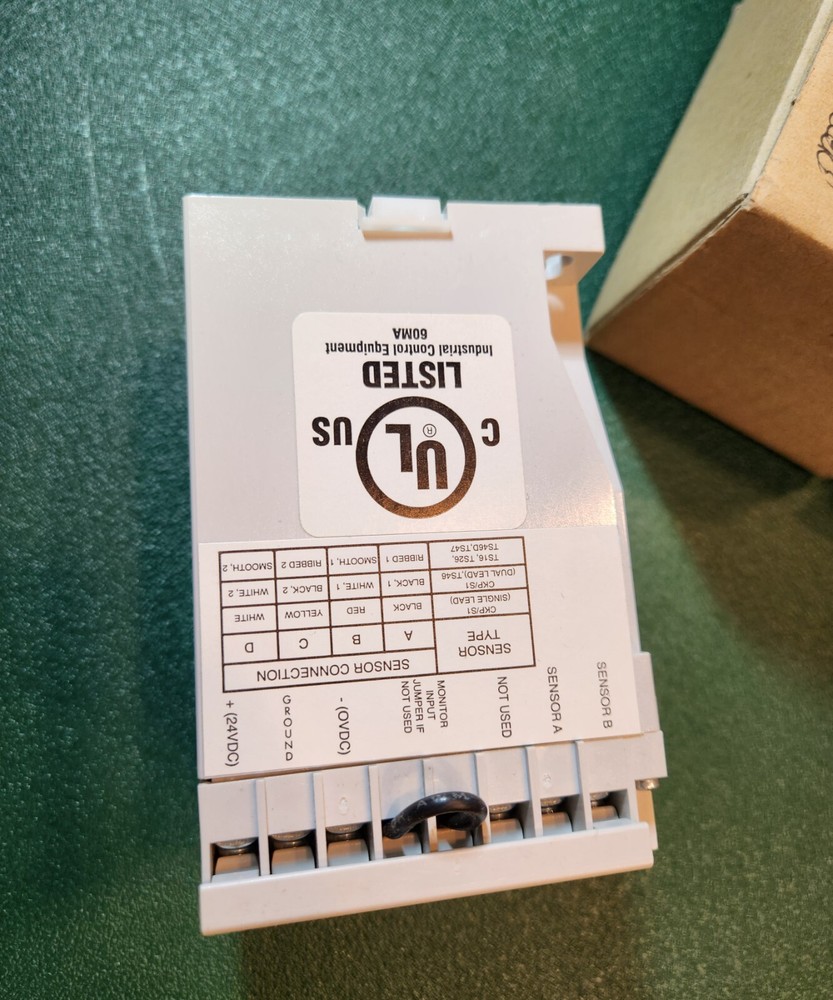 SENSOR B
SENSOR A
NOT USED
MONITOR
INPUT
JUMPER IF
NOT USED
- (OVDC)
GROUND
+ (24VDC)
SENSOR CONNECTION
SENSOR
TYPE
A B C D
CKP/S1
(SINGLE LEAD)
BLACK RED YELLOW WHITE
CKP/S1
(DUAL LEAD),TS46
BLACK, 1 WHITE, 1 BLACK, 2 WHITE, 2
TS16, TS26,
TS46D,TS47
RIBBED 1 SMOOTH, 1 RIBBED 2 SMOOTH, 2
C UL ® US
LISTED
Industrial Control Equipment
60MA